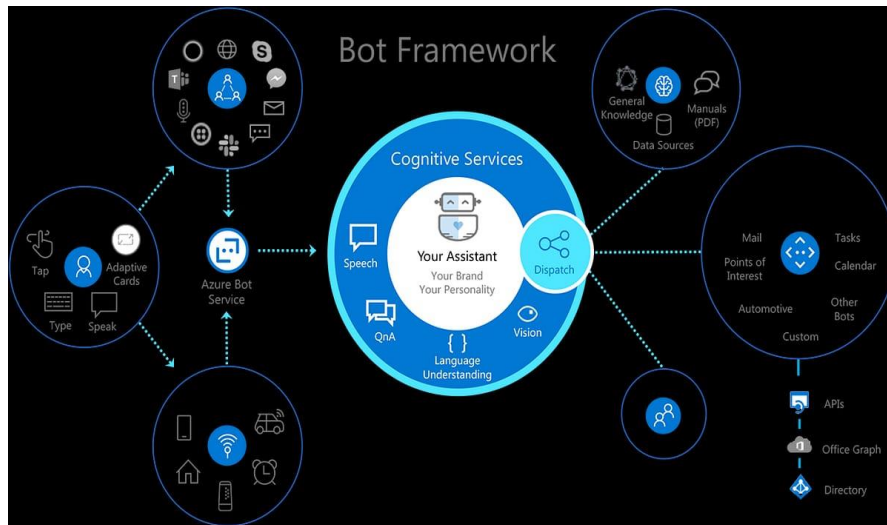 Bot Framework
General
Knowledge
Manuals
(PDF)
Data Sources
Tap
Adaptive
Cards
Type
Speak
Azure Bot
Service
Cognitive Services
Your Assistant
Your Brand
Your Personality
Speech
QnA
{ }
Language
Understanding
Vision
Dispatch
Mail
Tasks
Points of
Interest
Calendar
Automotive
Other
Bots
Custom
APIs
Office Graph
Directory